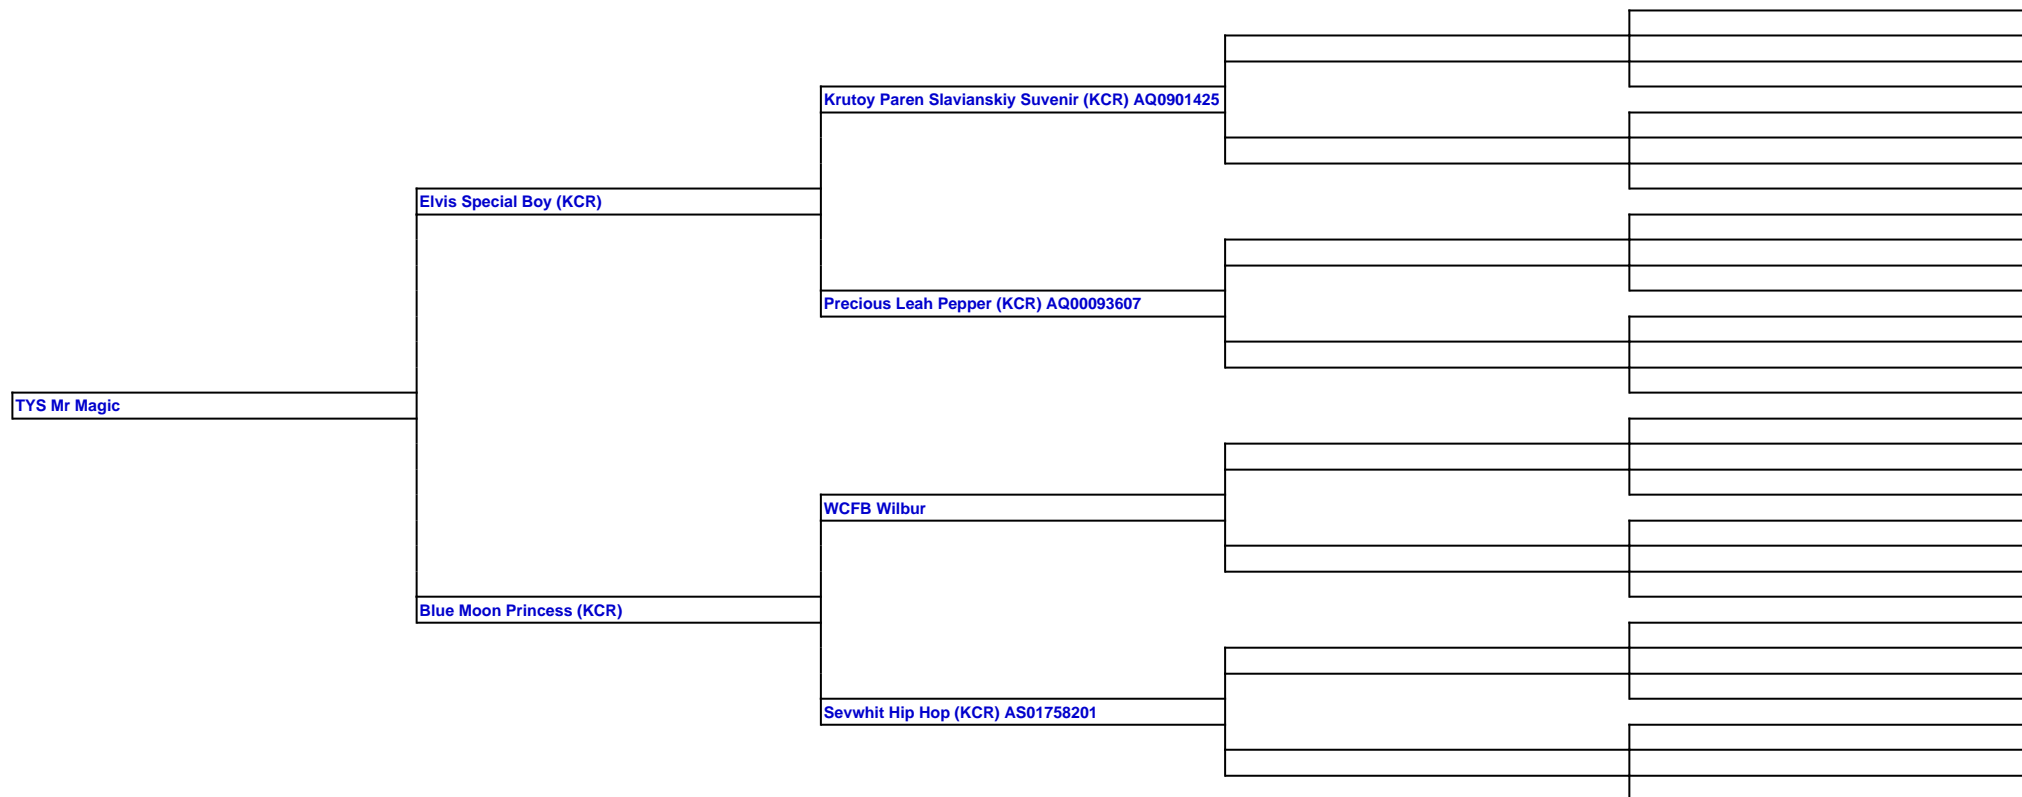 Krutoy Paren Slavianskiy Suvenir (KCR) AQ0901425
Elvis Special Boy (KCR)
Precious Leah Pepper (KCR) AQ00093607
TYS Mr Magic
WCFB Wilbur
Blue Moon Princess (KCR)
Sevwhit Hip Hop (KCR) AS01758201